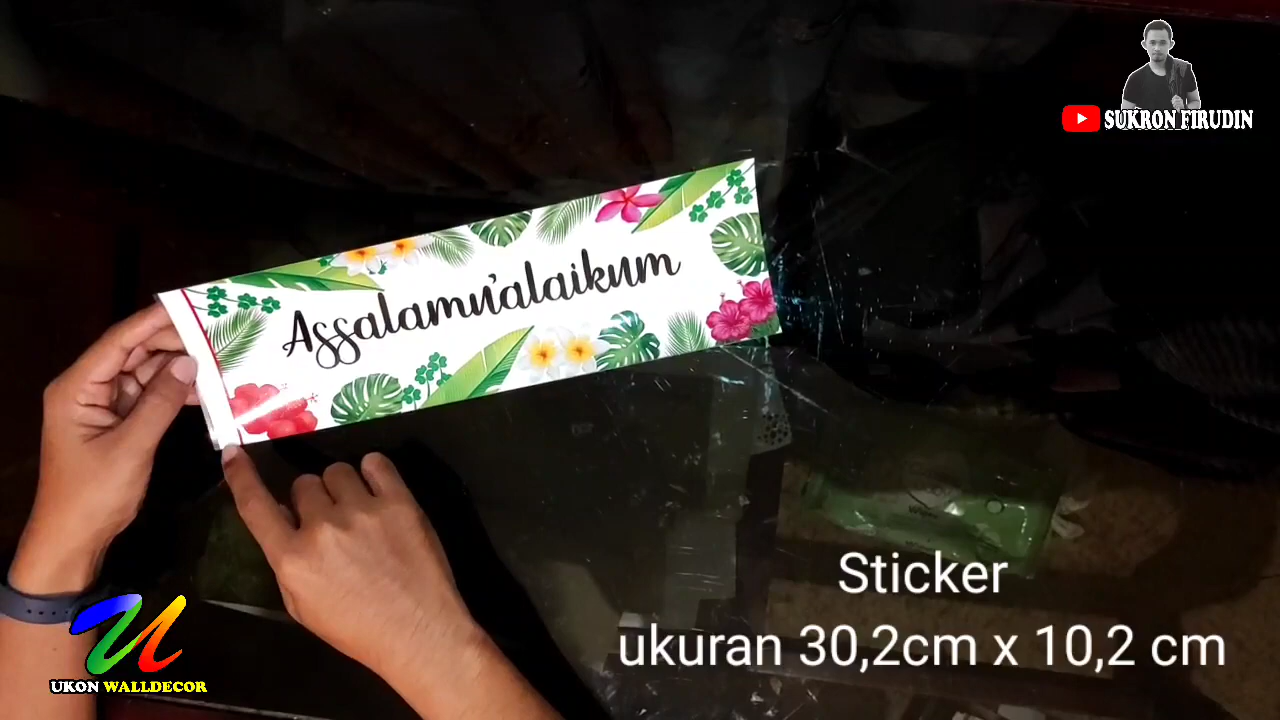 SUKRON FIRUDIN
Assalamu'alaikum
Sticker
ukuran 30,2cm x 10,2 cm
UKON WALLDECOR